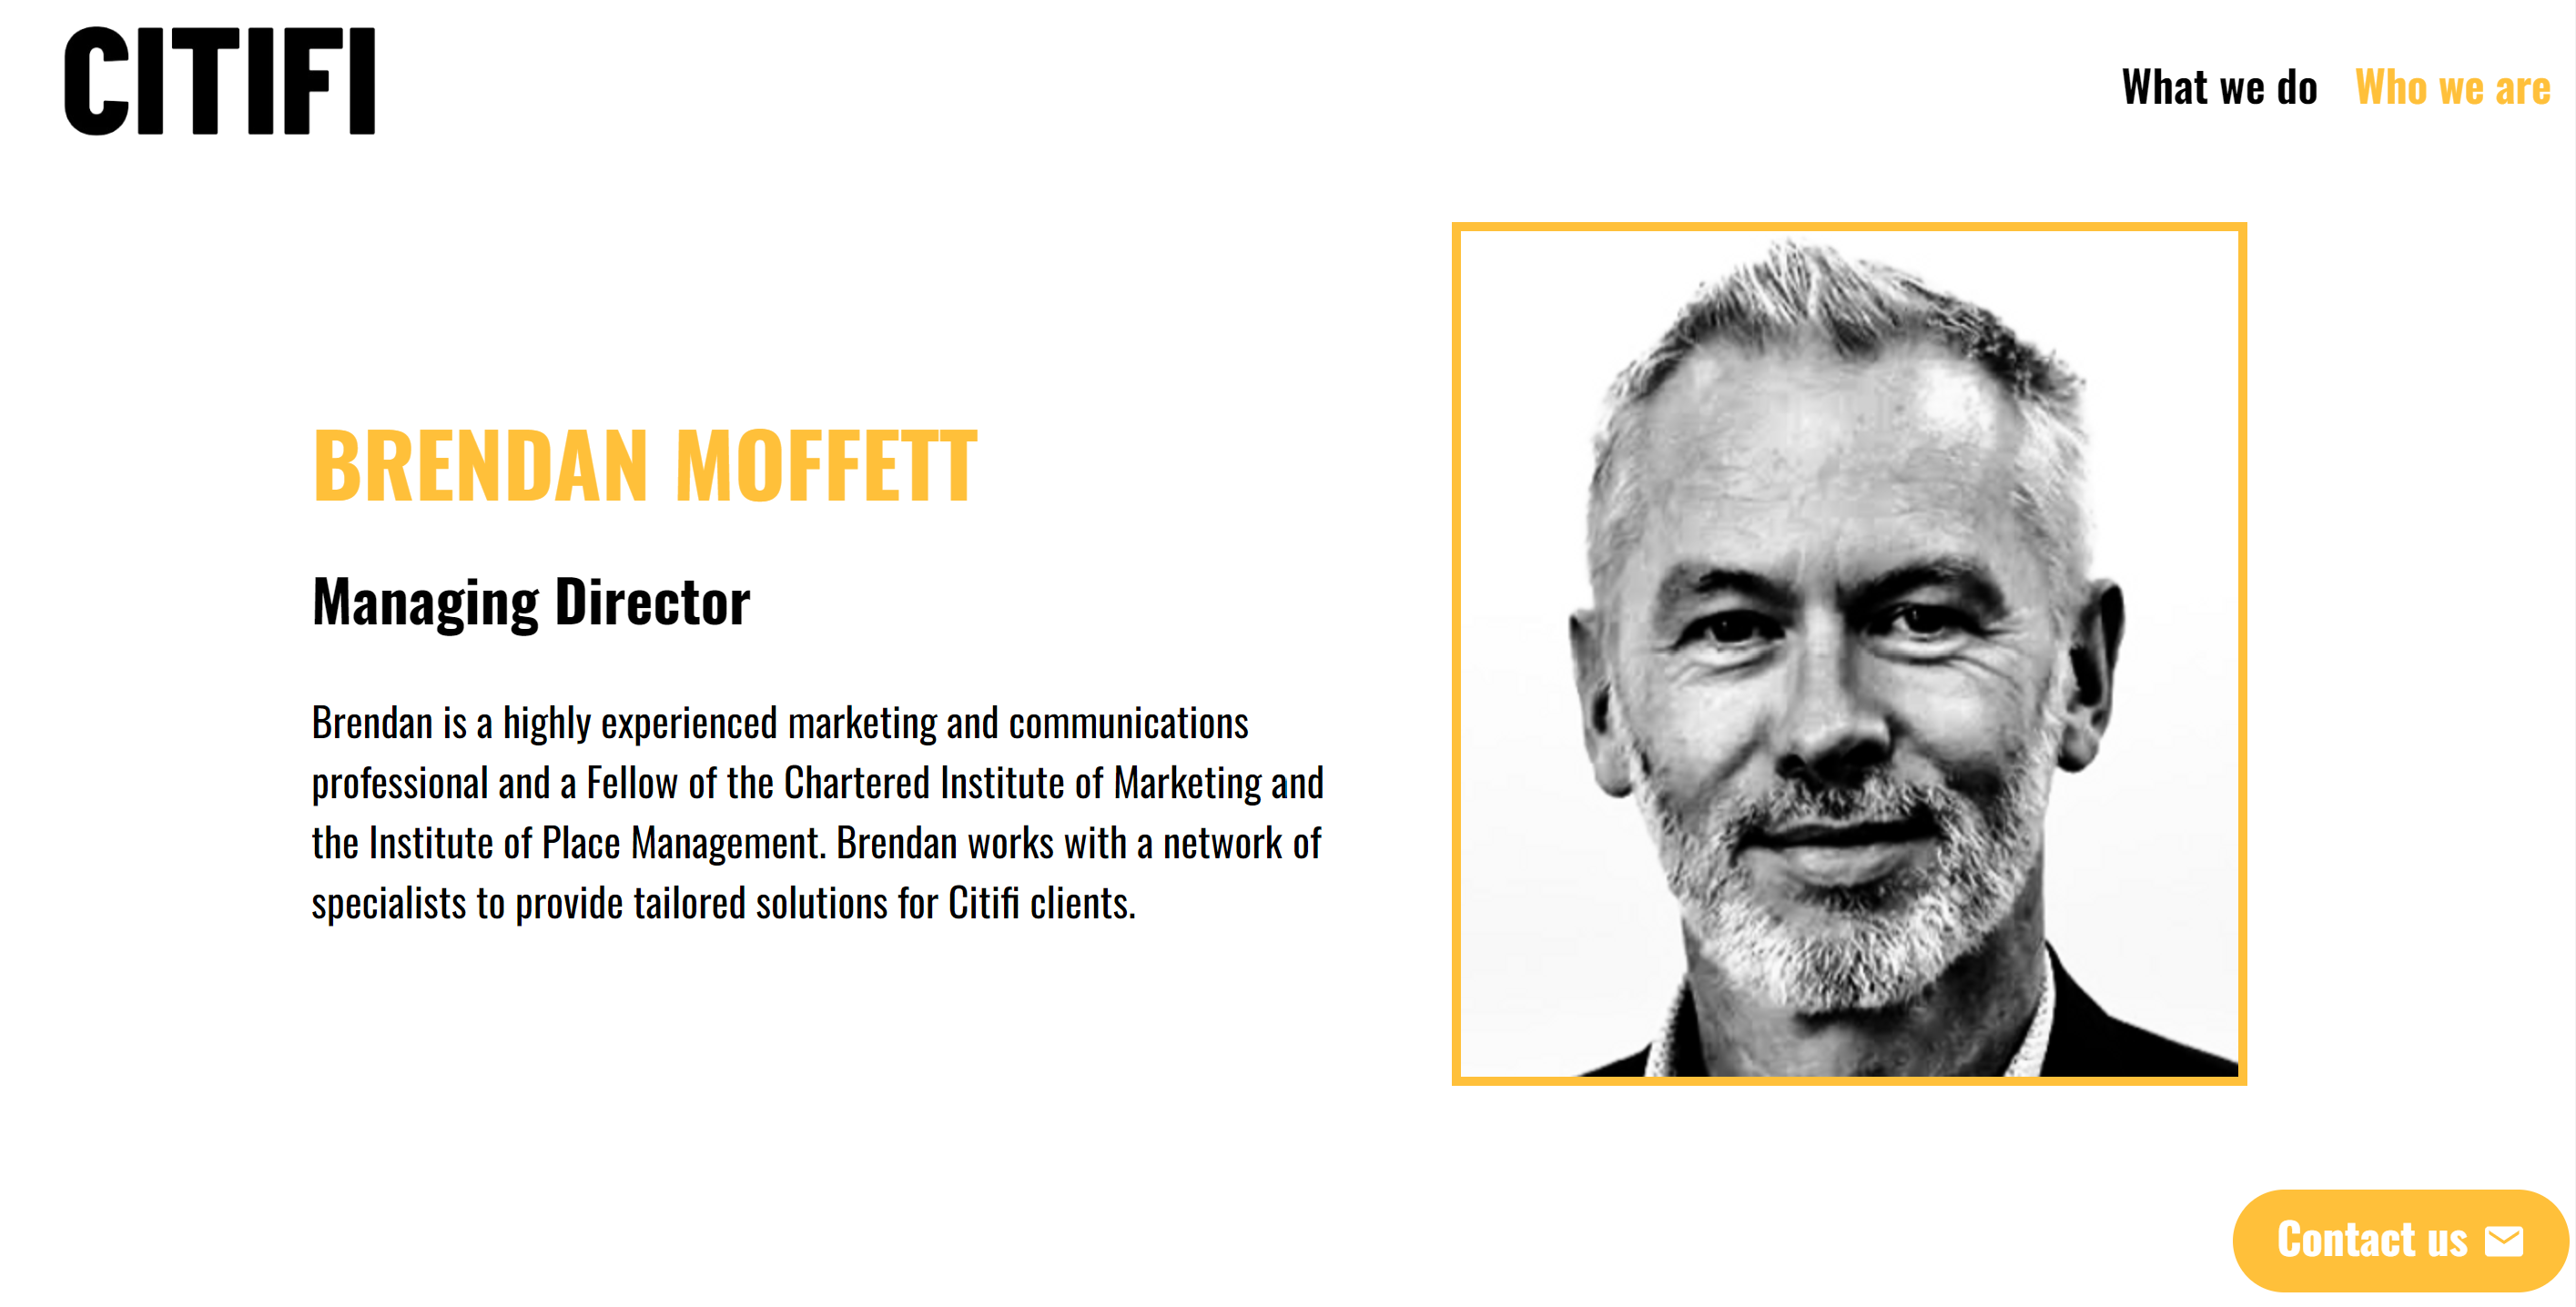 CITIFI
What we do
Who we are
BRENDAN MOFFETT
Managing Director
Brendan is a highly experienced marketing and communications
professional and a Fellow of the Chartered Institute of Marketing and
the Institute of Place Management. Brendan works with a network of
specialists to provide tailored solutions for Citifi clients.
Contact us